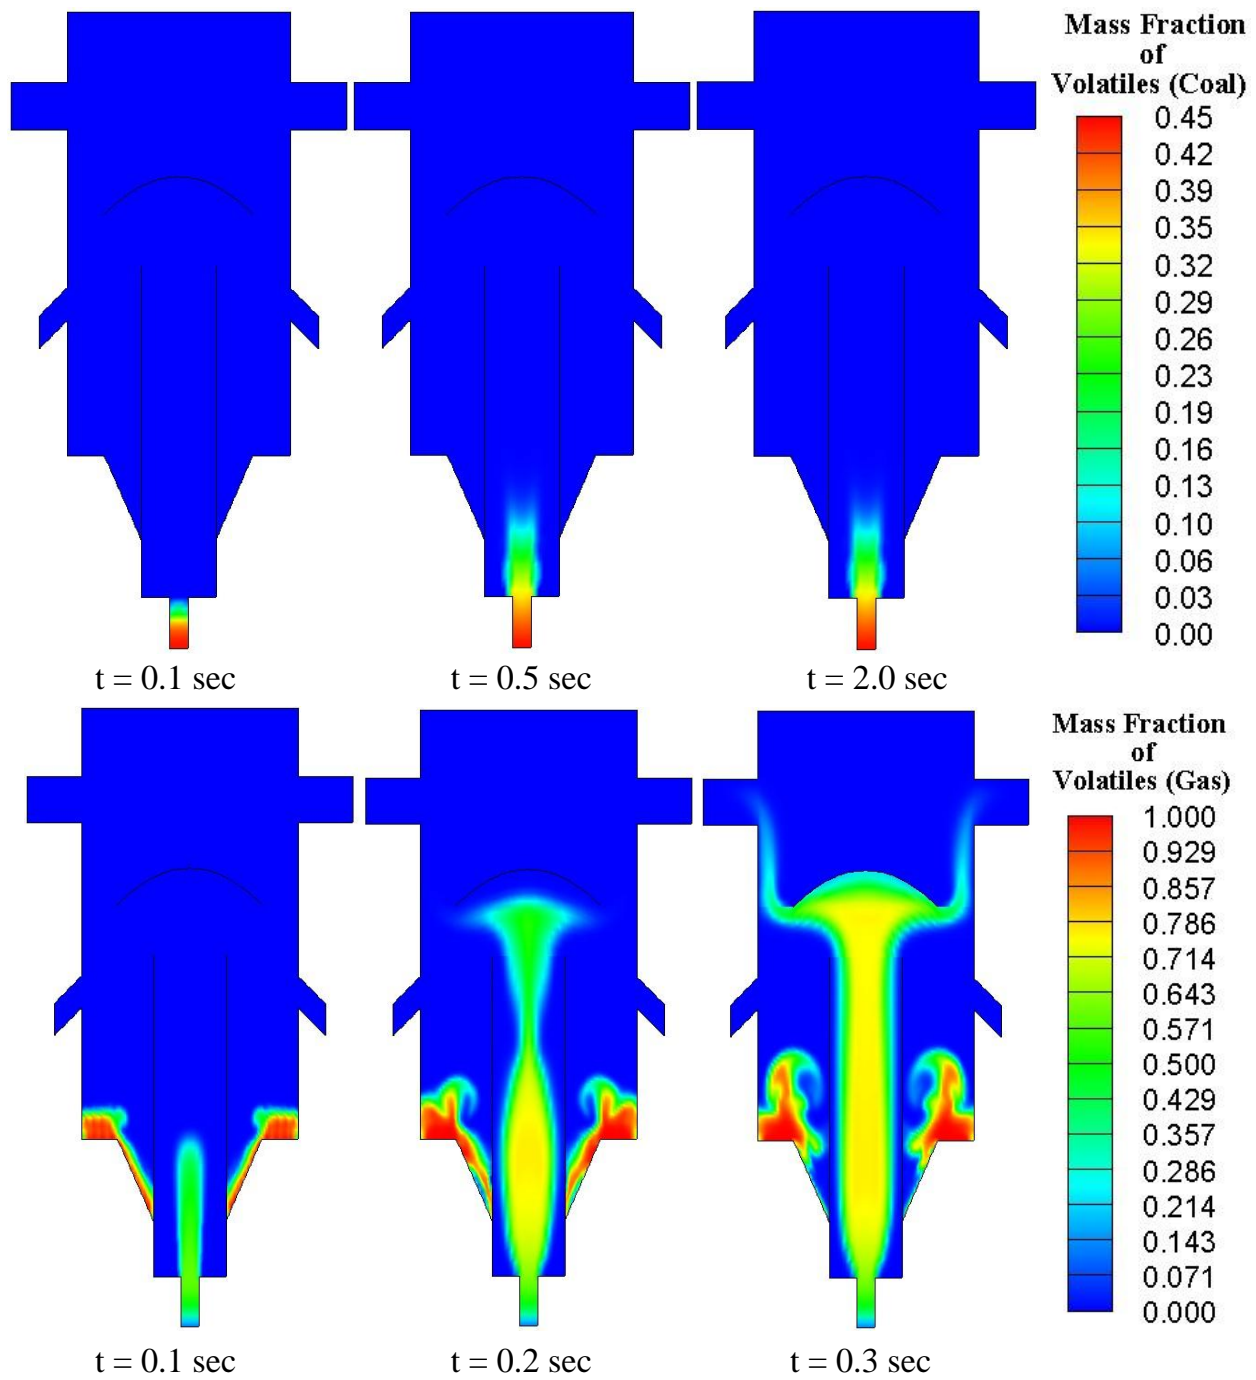 Mass Fraction
of
Volatiles (Coal)
0.45
0.42
0.39
0.35
0.32
0.29
0.26
0.23
0.19
0.16
0.13
0.10
0.06
0.03
0.00
t = 0.1 sec
t = 0.5 sec
t = 2.0 sec
Mass Fraction
of
Volatiles (Gas)
1.000
0.929
0.857
0.786
0.714
0.643
0.571
0.500
0.429
0.357
0.286
0.214
0.143
0.071
0.000
t = 0.1 sec
t = 0.2 sec
t = 0.3 sec